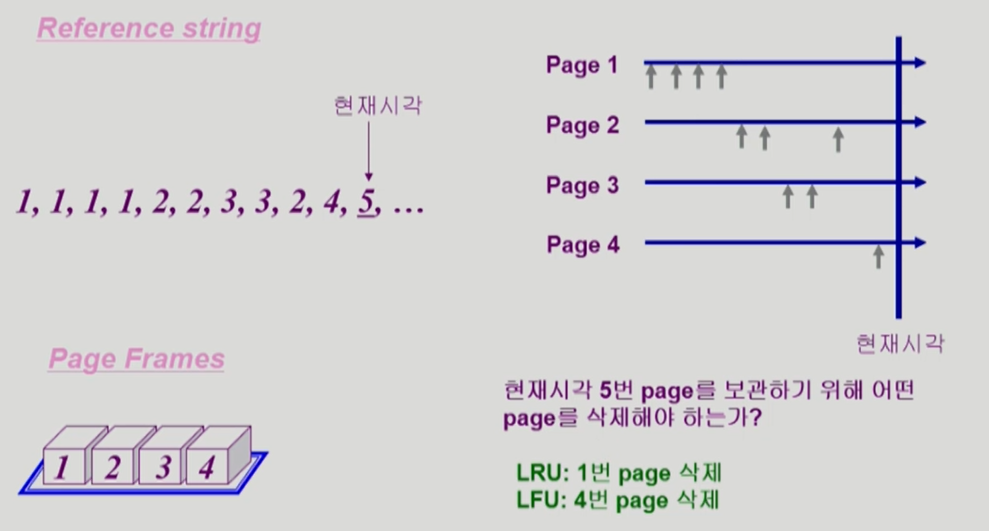 Reference string
현재시각
1, 1, 1, 1, 2, 2, 3, 3, 2, 4, 5, ...
Page 1
Page 2
Page 3
Page 4
현재시각
Page Frames
1 2 3 4
현재시각 5번 page를 보관하기 위해 어떤
page를 삭제해야 하는가?
LRU: 1번 page 삭제
LFU: 4번 page 삭제